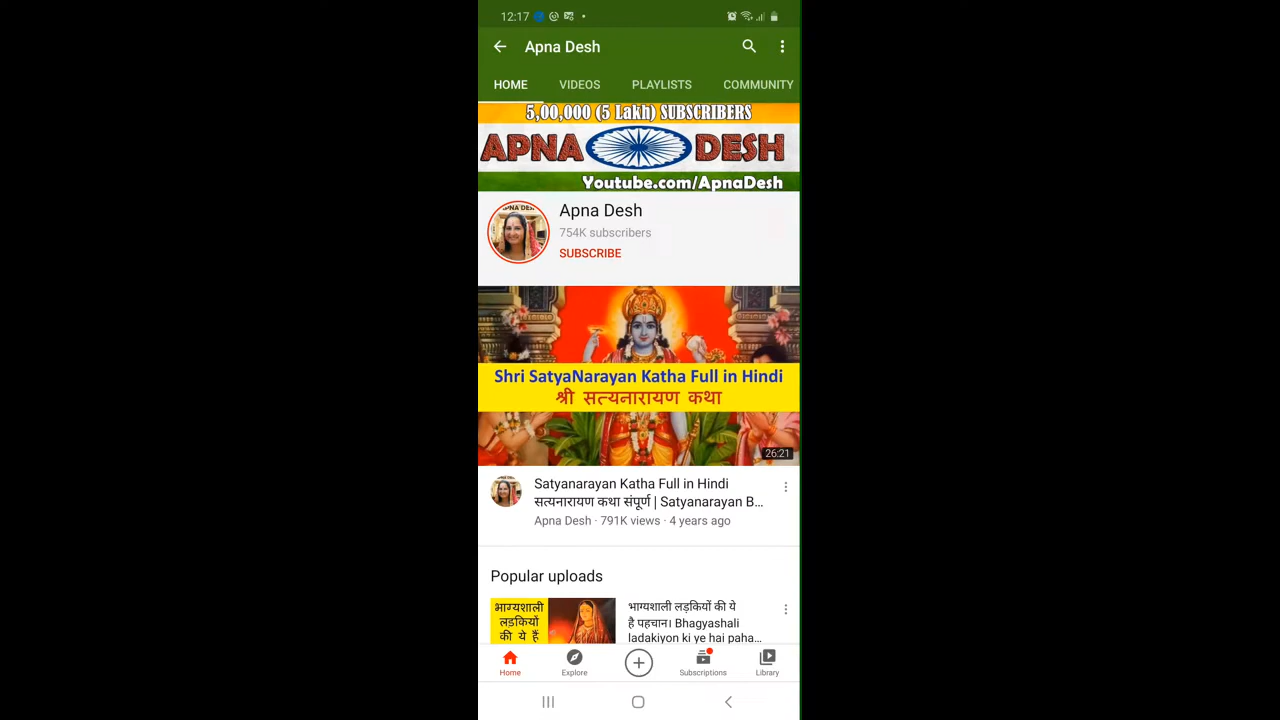 12:17
Apna Desh
HOME VIDEOS PLAYLISTS COMMUNITY
5,00,000 (5 Lakh) SUBSCRIBERS
APNA DESH
Youtube.com/ApnaDesh
Apna Desh
754K subscribers
SUBSCRIBE
Shri SatyaNarayan Katha Full in Hindi
श्री सत्यनारायण कथा
26:21
Satyanarayan Katha Full in Hindi
सत्यनारायण कथा संपूर्ण | Satyanarayan B...
Apna Desh · 791K views · 4 years ago
Popular uploads
भाग्यशाली
लडकियों
की ये हैं
भाग्यशाली लड़कियों की ये
है पहचान। Bhagyashali
ladakiyon ki ye hai paha...
Home Explore Subscriptions Library